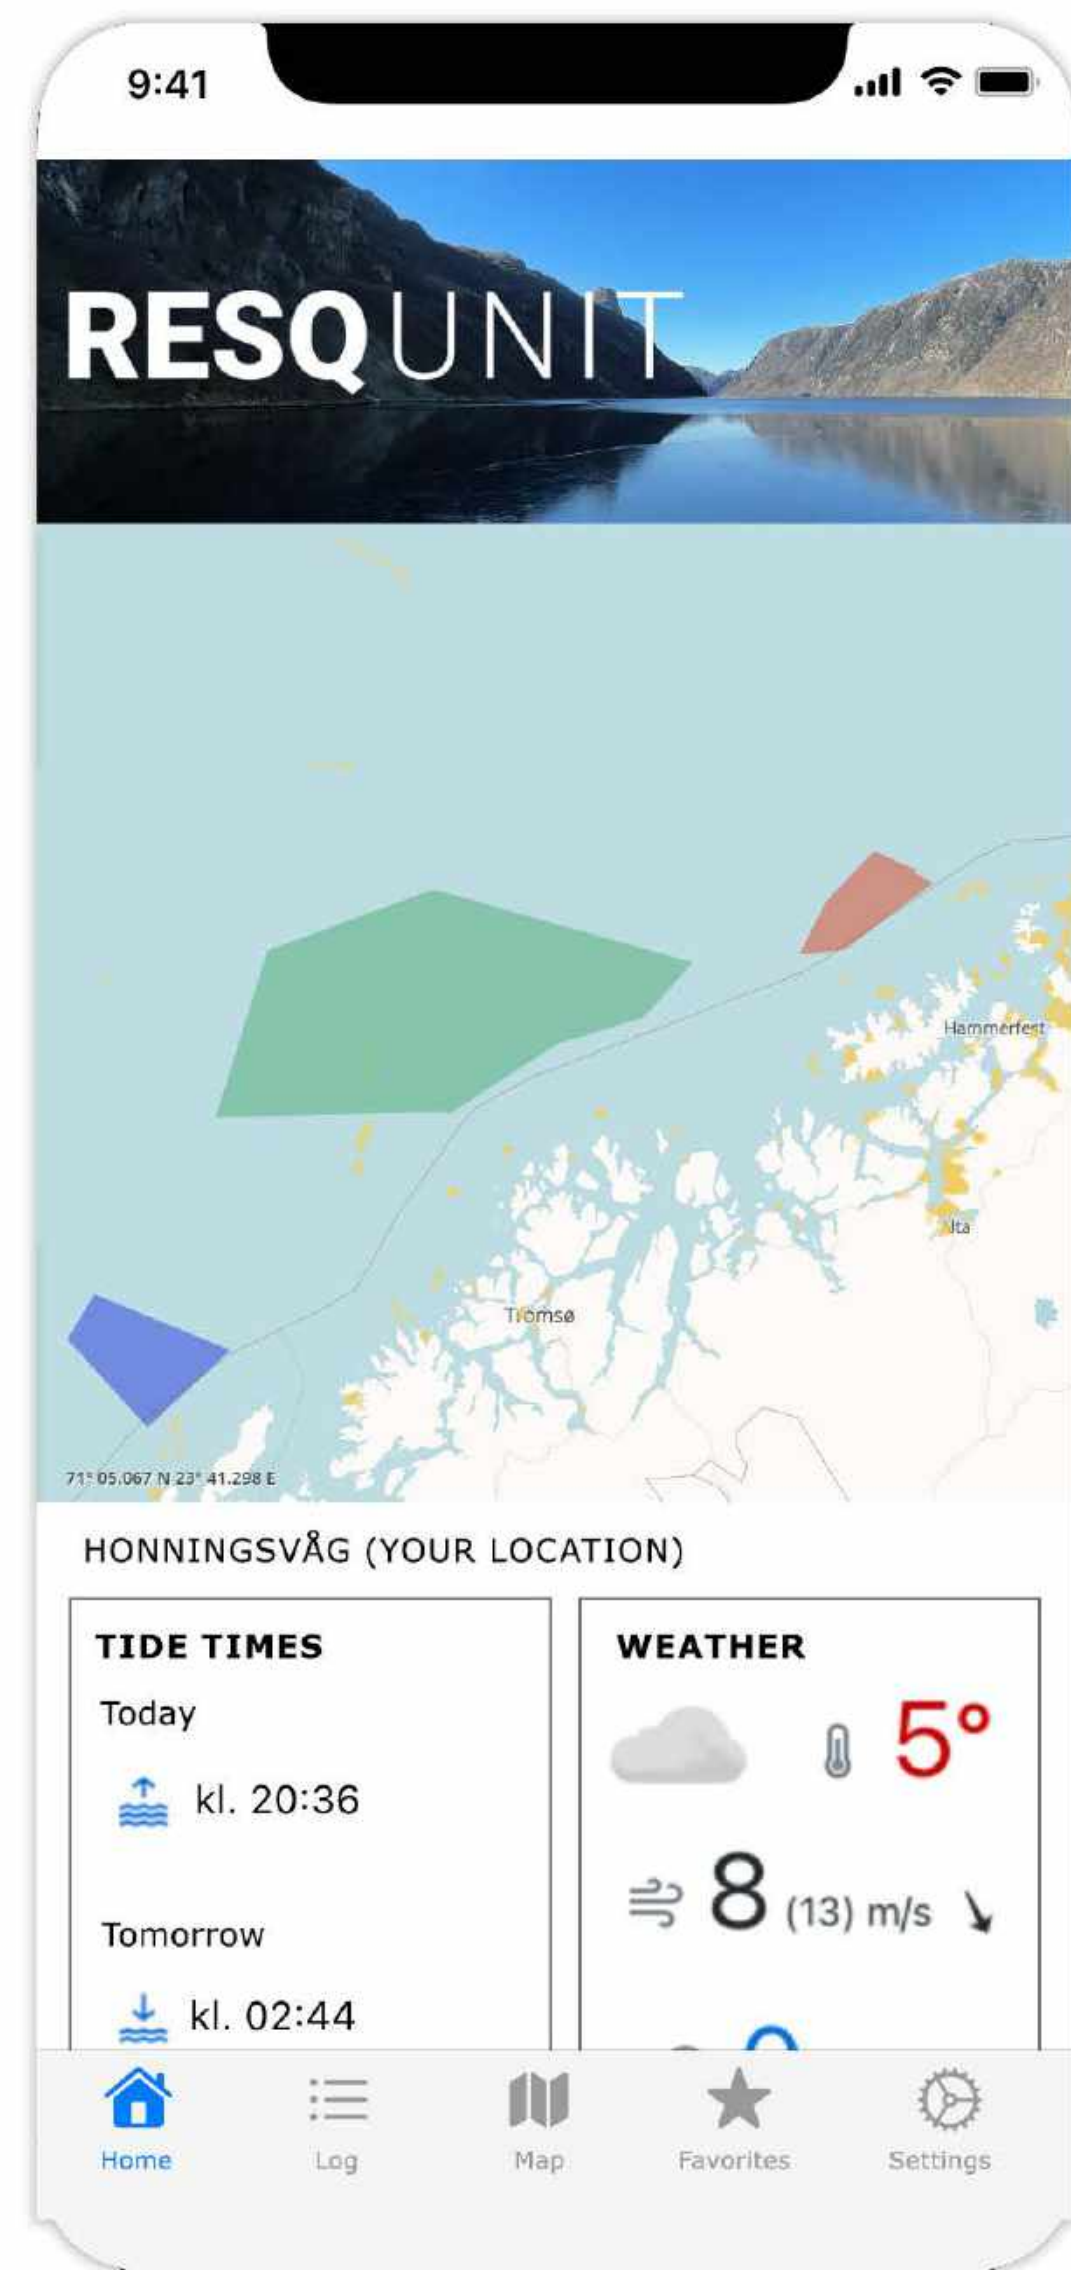 9:41
RESQUNIT
Hammerfest
Alta
Tromsø
71° 05.067 N 23° 41.298 E
HONNINGSVÅG (YOUR LOCATION)
TIDE TIMES
Today
kl. 20:36
Tomorrow
kl. 02:44
WEATHER
5°
8 (13) m/s
Home Log Map Favorites Settings